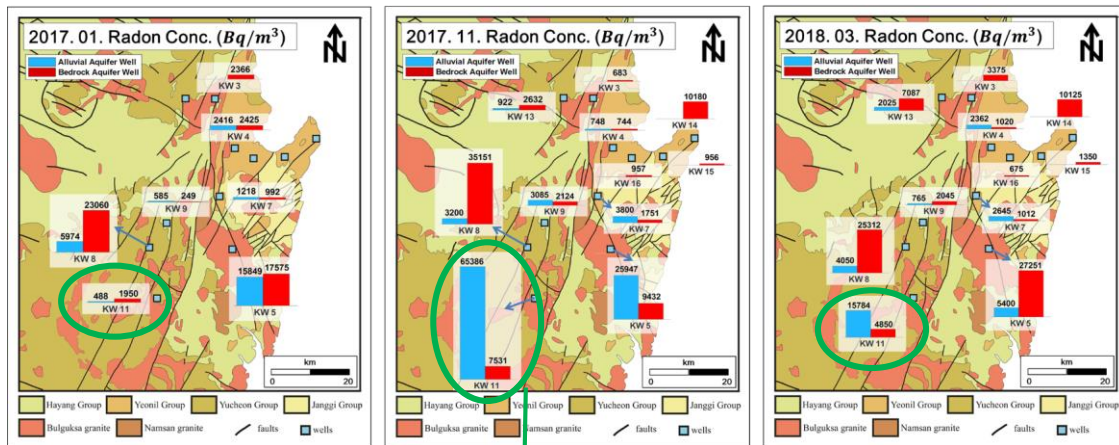 2017. 01. Radon Conc. (Bq/m³)
Alluvial Aquifer Well
Bedrock Aquifer Well
N
2366
KW 3
2416 2425
KW 4
585 249
KW 9
1218 992
KW 7
23060
5974
KW 8
15849 17575
KW 5
488 1950
KW 11
km
0 20
Hayang Group Yeonil Group Yucheon Group Janggi Group
Bulguksa granite Namsan granite faults wells
2017. 11. Radon Conc. (Bq/m³)
Alluvial Aquifer Well
Bedrock Aquifer Well
N
683
KW 3
922 2632
KW 13
10180
KW 14
748 744
KW 4
956
KW 15
957
KW 16
35151
3200
KW 8
3085 2124
KW 9
3800 1751
KW 7
65386
7531
KW 11
25947
9432
KW 5
km
0 20
Hayang Group Yeonil Group Yucheon Group Janggi Group
Bulguksa granite Namsan granite faults wells
2018. 03. Radon Conc. (Bq/m³)
Alluvial Aquifer Well
Bedrock Aquifer Well
N
3375
KW 3
2025 7087
KW 13
10125
KW 14
2362 1020
KW 4
1350
KW 15
675
KW 16
765 2045
KW 9
2645 1012
KW 7
25312
4050
KW 8
27251
5400
KW 5
15784
4850
KW 11
km
0 20
Hayang Group Yeonil Group Yucheon Group Janggi Group
Bulguksa granite Namsan granite faults wells